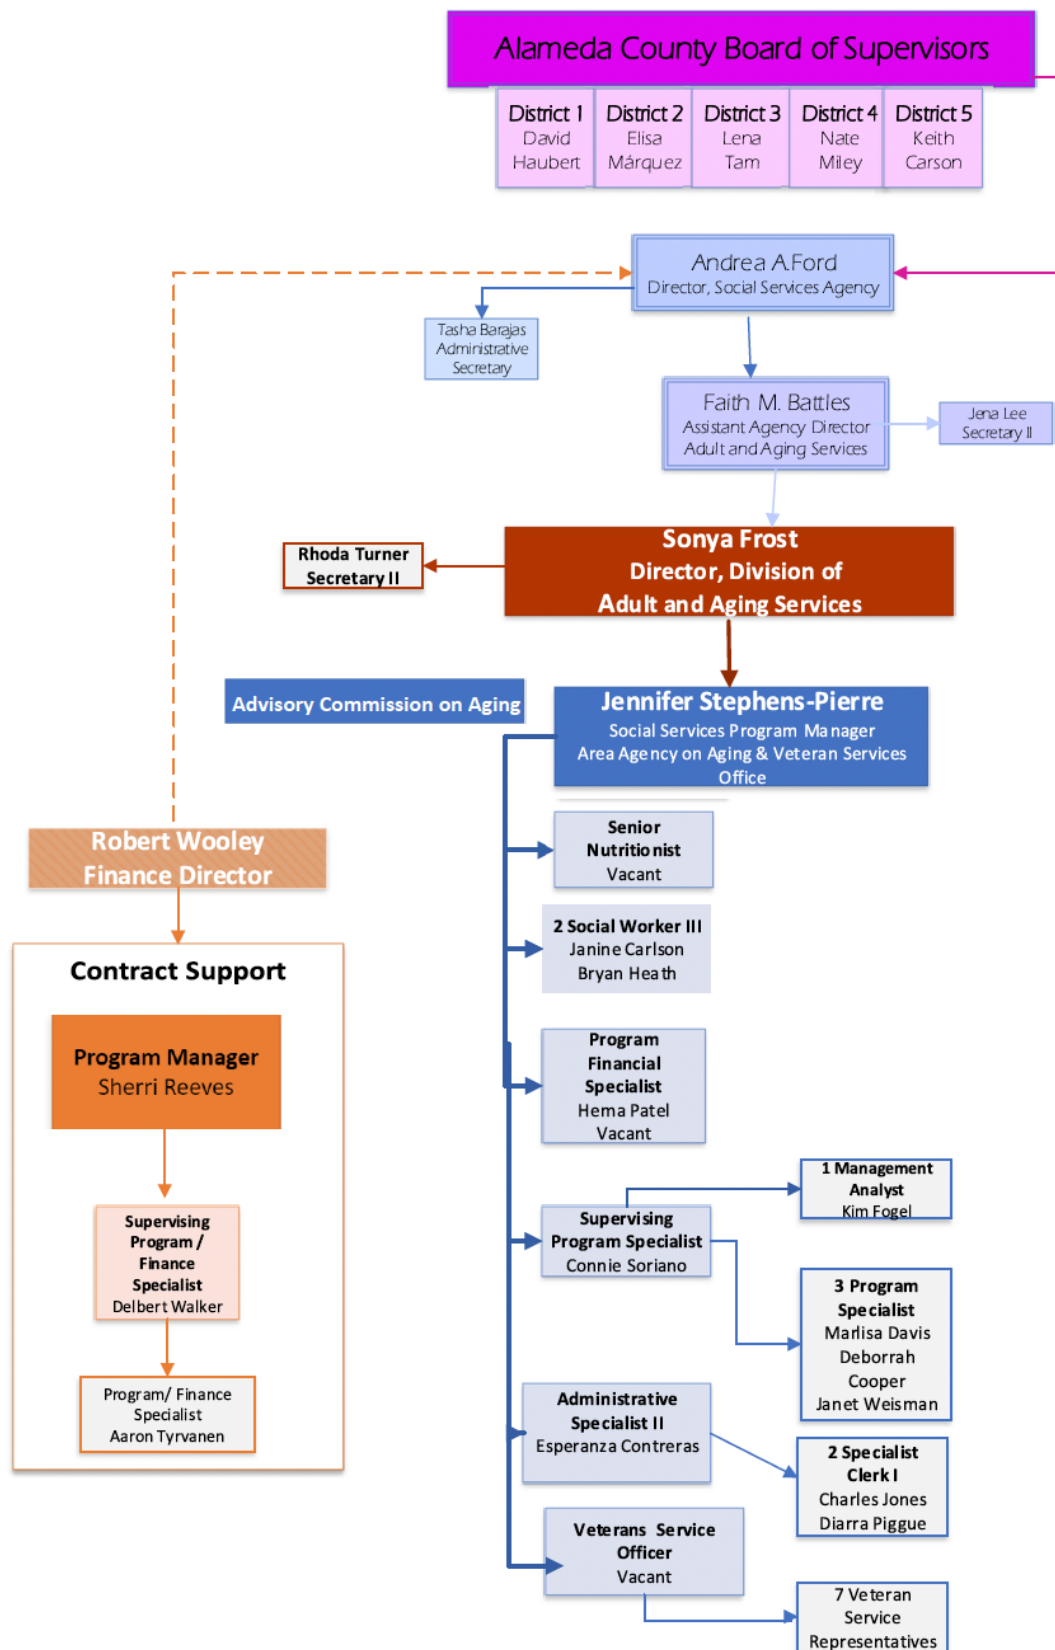 Alameda County Board of Supervisors
District 1
David
Haubert
District 2
Elisa
Márquez
District 3
Lena
Tam
District 4
Nate
Miley
District 5
Keith
Carson
Andrea A.Ford
Director, Social Services Agency
Tasha Barajas
Administrative
Secretary
Faith M. Battles
Assistant Agency Director
Adult and Aging Services
Jena Lee
Secretary II
Sonya Frost
Director, Division of
Adult and Aging Services
Rhoda Turner
Secretary II
Advisory Commission on Aging
Jennifer Stephens-Pierre
Social Services Program Manager
Area Agency on Aging & Veteran Services
Office
Robert Wooley
Finance Director
Contract Support
Program Manager
Sherri Reeves
Supervising
Program /
Finance
Specialist
Delbert Walker
Program/ Finance
Specialist
Aaron Tyrvanen
Senior
Nutritionist
Vacant
2 Social Worker III
Janine Carlson
Bryan Heath
Program
Financial
Specialist
Hema Patel
Vacant
Supervising
Program Specialist
Connie Soriano
1 Management
Analyst
Kim Fogel
3 Program
Specialist
Marlisa Davis
Deborrah
Cooper
Janet Weisman
Administrative
Specialist II
Esperanza Contreras
2 Specialist
Clerk I
Charles Jones
Diarra Piggue
Veterans Service
Officer
Vacant
7 Veteran
Service
Representatives